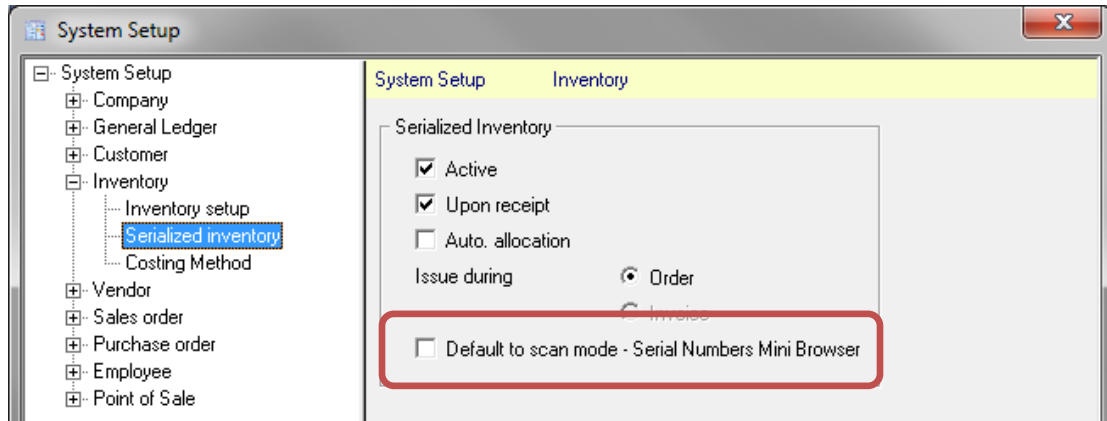 System Setup
System Setup
Company
General Ledger
Customer
Inventory
Inventory setup
Serialized inventory
Costing Method
Vendor
Sales order
Purchase order
Employee
Point of Sale
System Setup Inventory
Serialized Inventory
Active
Upon receipt
Auto. allocation
Issue during Order
Invoice
Default to scan mode - Serial Numbers Mini Browser